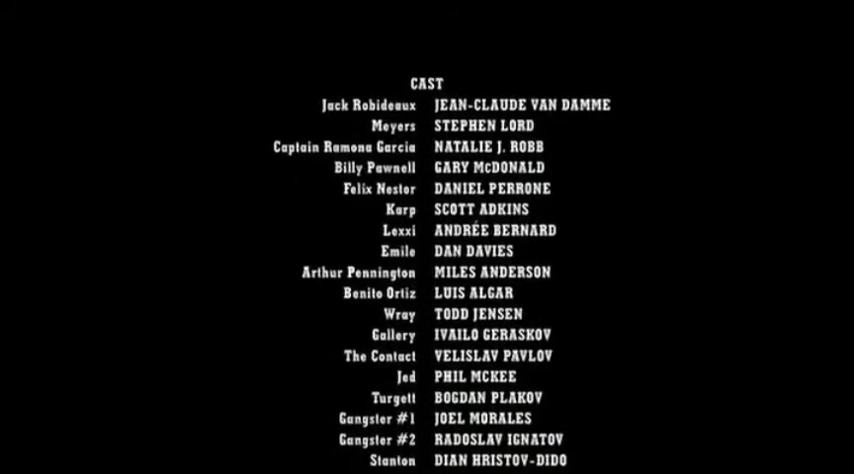 CAST
Jack Robideaux JEAN-CLAUDE VAN DAMME
Meyers STEPHEN LORD
Captain Ramona Garcia NATALIE J. ROBB
Billy Pawnell GARY McDONALD
Felix Nestor DANIEL PERRONE
Karp SCOTT ADKINS
Lexxi ANDRÉE BERNARD
Emile DAN DAVIES
Arthur Pennington MILES ANDERSON
Benito Ortiz LUIS ALGAR
Wray TODD JENSEN
Gallery IVAILO GERASKOV
The Contact VELISLAV PAVLOV
Jed PHIL MCKEE
Turgett BOGDAN PLAKOV
Gangster #1 JOEL MORALES
Gangster #2 RADOSLAV IGNATOV
Stanton DIAN HRISTOV-DIDO